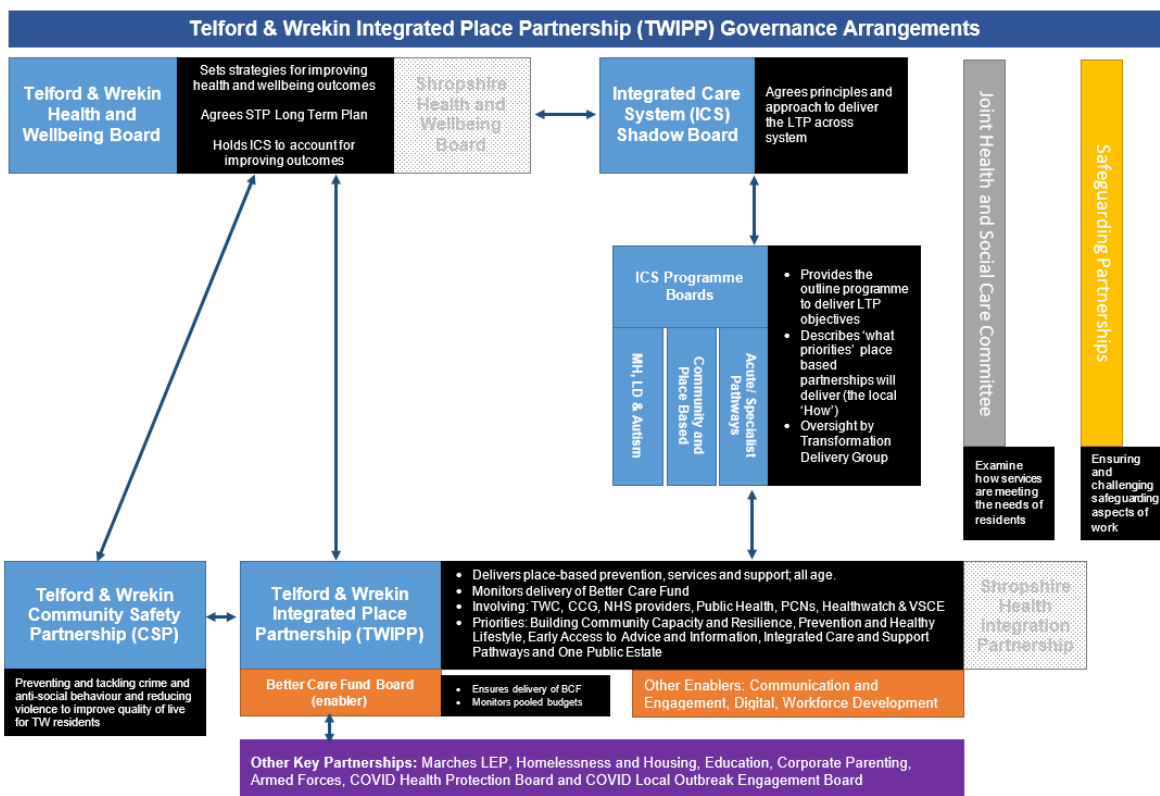 Telford & Wrekin Integrated Place Partnership (TWIPP) Governance Arrangements
Telford & Wrekin
Health and
Wellbeing Board
Sets strategies for improving
health and wellbeing outcomes
Agrees STP Long Term Plan
Holds ICS to account for
improving outcomes
Shropshire
Health and
Wellbeing
Board
Integrated Care
System (ICS)
Shadow Board
Agrees principles and
approach to deliver
the LTP across
system
Joint Health and Social Care Committee
Examine
how services
are meeting
the needs of
residents
Safeguarding Partnerships
Ensuring
and
challenging
safeguarding
aspects of
work
ICS Programme
Boards
MH, LD & Autism
Community and
Place Based
Acute/ Specialist
Pathways
• Provides the
outline programme
to deliver LTP
objectives
• Describes ‘what
priorities’ place
based
partnerships will
deliver (the local
‘How’)
• Oversight by
Transformation
Delivery Group
Telford & Wrekin
Community Safety
Partnership (CSP)
Preventing and tackling crime and
anti-social behaviour and reducing
violence to improve quality of live
for TW residents
Telford & Wrekin
Integrated Place
Partnership (TWIPP)
• Delivers place-based prevention, services and support; all age.
• Monitors delivery of Better Care Fund
• Involving: TWC, CCG, NHS providers, Public Health, PCNs, Healthwatch & VSCE
• Priorities: Building Community Capacity and Resilience, Prevention and Healthy
Lifestyle, Early Access to Advice and Information, Integrated Care and Support
Pathways and One Public Estate
Shropshire
Health
Integration
Partnership
Better Care Fund Board
(enabler)
• Ensures delivery of BCF
• Monitors pooled budgets
Other Enablers: Communication and
Engagement, Digital, Workforce Development
Other Key Partnerships: Marches LEP, Homelessness and Housing, Education, Corporate Parenting,
Armed Forces, COVID Health Protection Board and COVID Local Outbreak Engagement Board